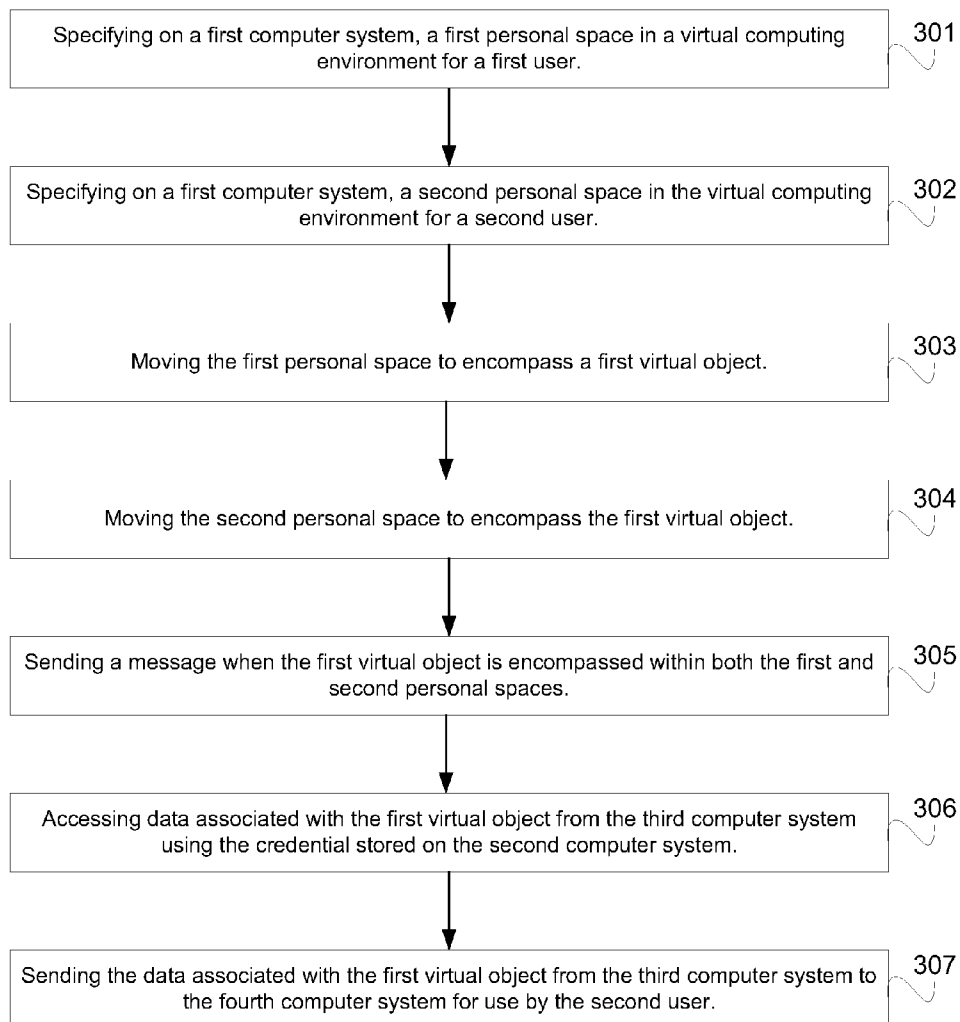 Specifying on a first computer system, a first personal space in a virtual computing
environment for a first user.
301
Specifying on a first computer system, a second personal space in the virtual computing
environment for a second user.
302
Moving the first personal space to encompass a first virtual object.
303
Moving the second personal space to encompass the first virtual object.
304
Sending a message when the first virtual object is encompassed within both the first and
second personal spaces.
305
Accessing data associated with the first virtual object from the third computer system
using the credential stored on the second computer system.
306
Sending the data associated with the first virtual object from the third computer system to
the fourth computer system for use by the second user.
307